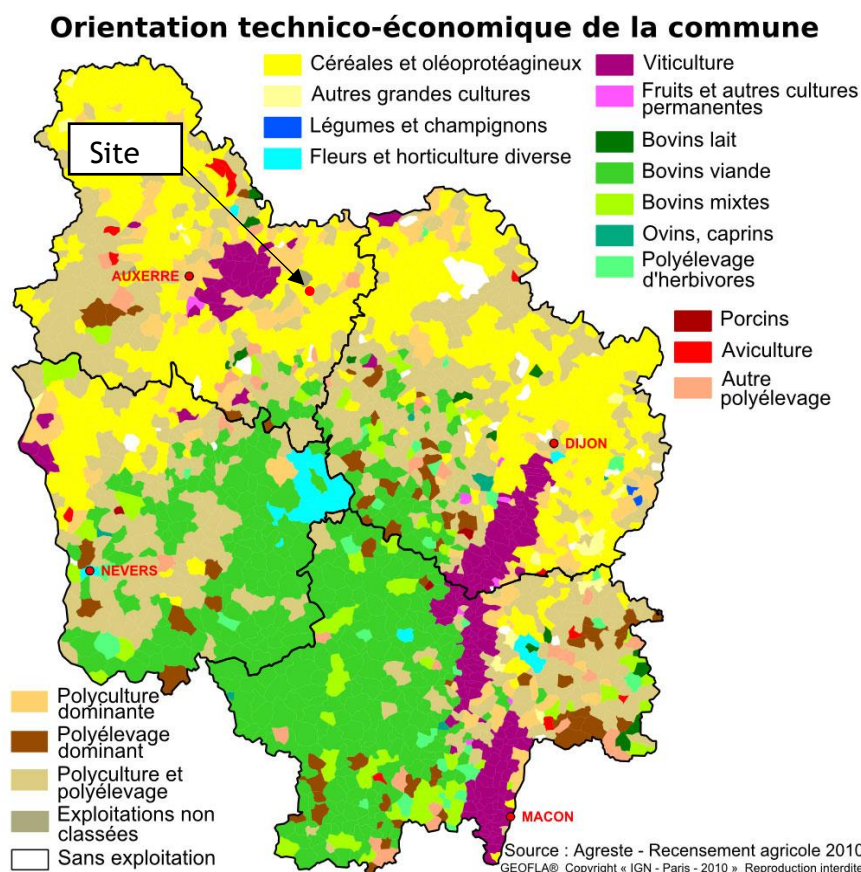 Orientation technico-économique de la commune
Céréales et oléoprotéagineux
Autres grandes cultures
Légumes et champignons
Fleurs et horticulture diverse
Viticulture
Fruits et autres cultures
permanentes
Bovins lait
Bovins viande
Bovins mixtes
Ovins, caprins
Polyélevage
d'herbivores
Porcins
Aviculture
Autre
polyélevage
Site
AUXERRE
DIJON
NEVERS
MACON
Polyculture
dominante
Polyélevage
dominant
Polyculture et
polyélevage
Exploitations non
classées
Sans exploitation
Source : Agreste - Recensement agricole 2010
GEOFLA® Copyright « IGN - Paris - 2010 » Reproduction interdite